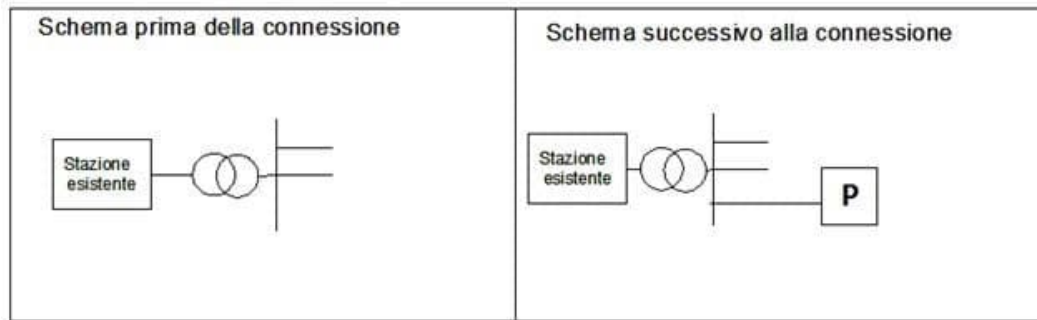 Schema prima della connessione
Stazione
esistente
Schema successivo alla connessione
Stazione
esistente
P